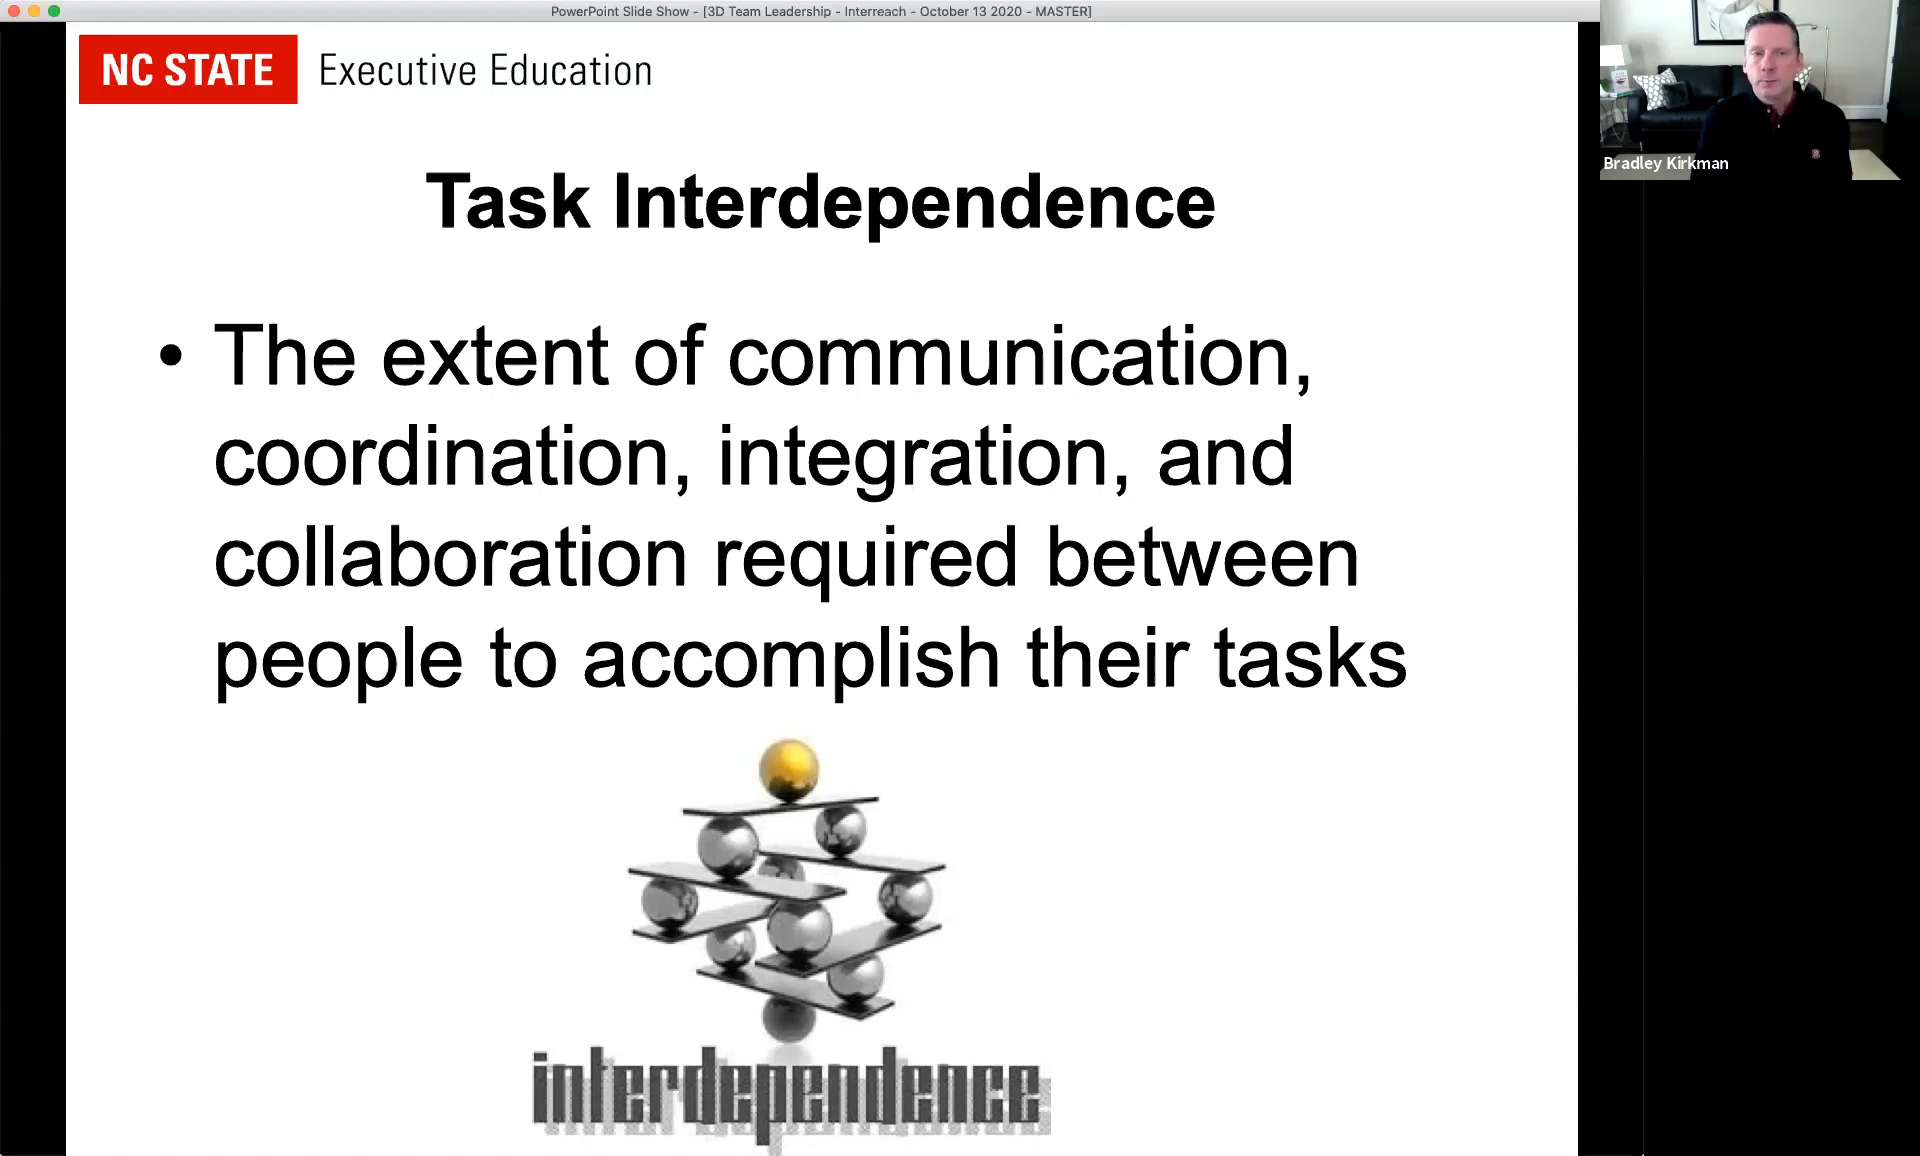 PowerPoint Slide Show - [3D Team Leadership - Interreach - October 13 2020 - MASTER]
NC STATE Executive Education
Bradley Kirkman
Task Interdependence
• The extent of communication,
coordination, integration, and
collaboration required between
people to accomplish their tasks
interdependence